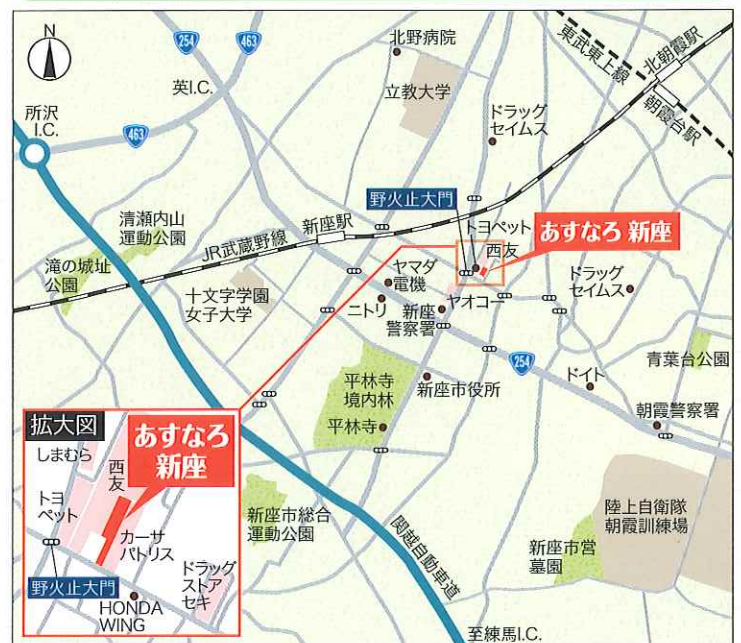 N
254
463
北野病院
東武東上線
北朝霞駅
朝霞台駅
英I.C.
立教大学
ドラッグ
セイムス
所沢
I.C.
463
野火止大門
トヨペット
西友
あすなろ 新座
清瀬内山
運動公園
新座駅
JR武蔵野線
滝の城址
公園
十文字学園
女子大学
ヤマダ
電機
ニトリ
新座
警察署
ヤオコー
ドラッグ
セイムス
254
青葉台公園
平林寺
境内林
平林寺
新座市役所
ドイト
朝霞警察署
拡大図
しまむら
あすなろ
新座
西友
トヨ
ペット
カーサ
パトリス
野火止大門
HONDA
WING
ドラッグ
ストア
セキ
新座市総合
運動公園
関越自動車道
新座市営
墓園
陸上自衛隊
朝霞訓練場
至練馬I.C.